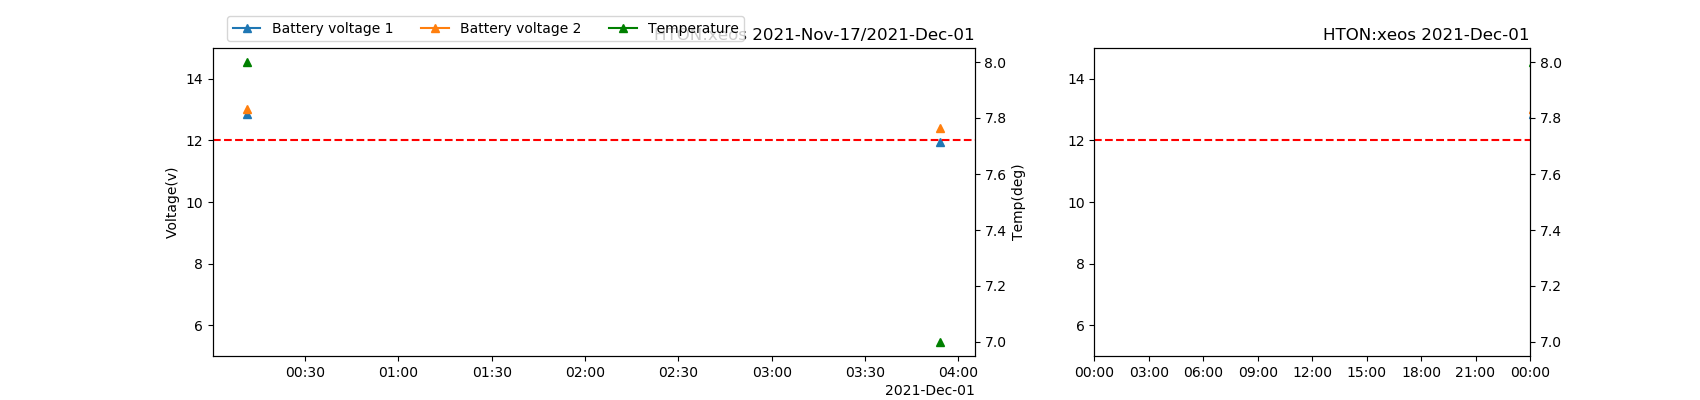 Battery voltage 1 Battery voltage 2 Temperature
HTON:xeos 2021-Nov-17/2021-Dec-01
14
12
10
8
6
Voltage(v)
8.0
7.8
7.6
7.4
7.2
7.0
Temp(deg)
00:30 01:00 01:30 02:00 02:30 03:00 03:30 04:00
2021-Dec-01
HTON:xeos 2021-Dec-01
14
12
10
8
6
8.0
7.8
7.6
7.4
7.2
7.0
00:00 03:00 06:00 09:00 12:00 15:00 18:00 21:00 00:00